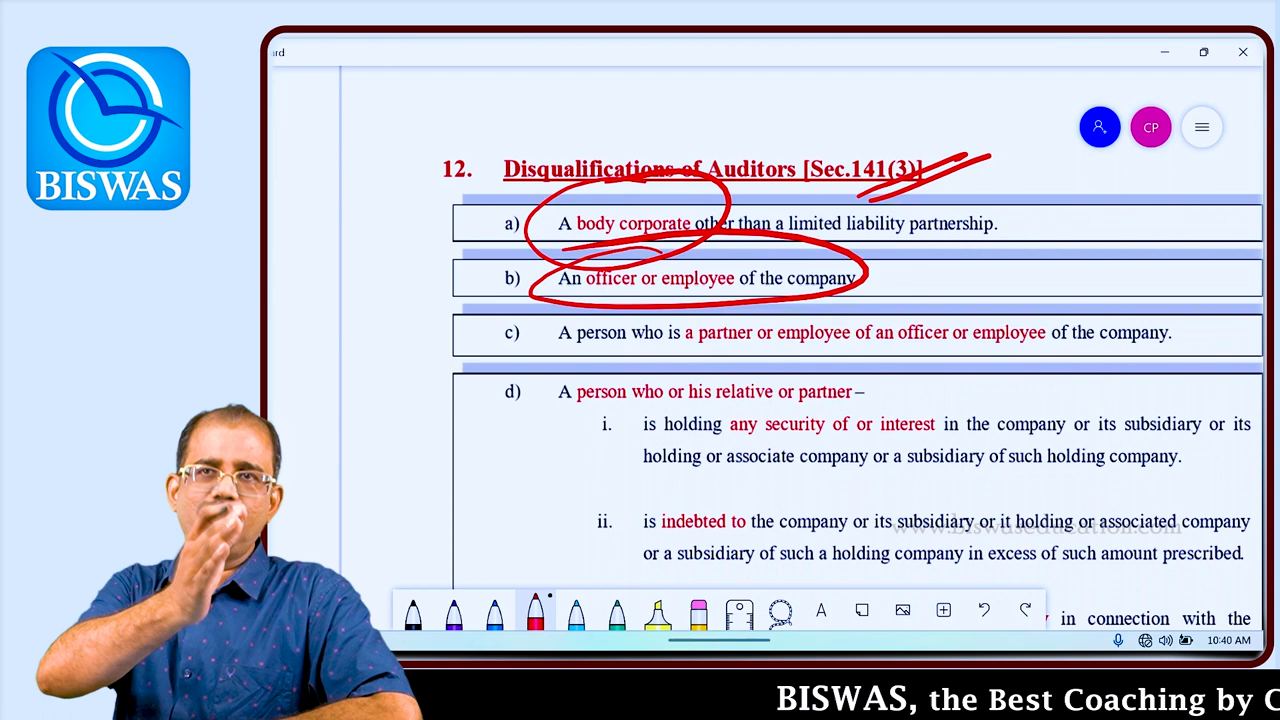 BISWAS
ard
CP
12. Disqualifications of Auditors [Sec.141(3)]
a) A body corporate other than a limited liability partnership.
b) An officer or employee of the company
c) A person who is a partner or employee of an officer or employee of the company.
d) A person who or his relative or partner –
i. is holding any security of or interest in the company or its subsidiary or its
holding or associate company or a subsidiary of such holding company.
ii. is indebted to the company or its subsidiary or it holding or associated company
www.biswaseducation.com
or a subsidiary of such a holding company in excess of such amount prescribed.
in connection with the
A
10:40 AM
BISWAS, the Best Coaching by C